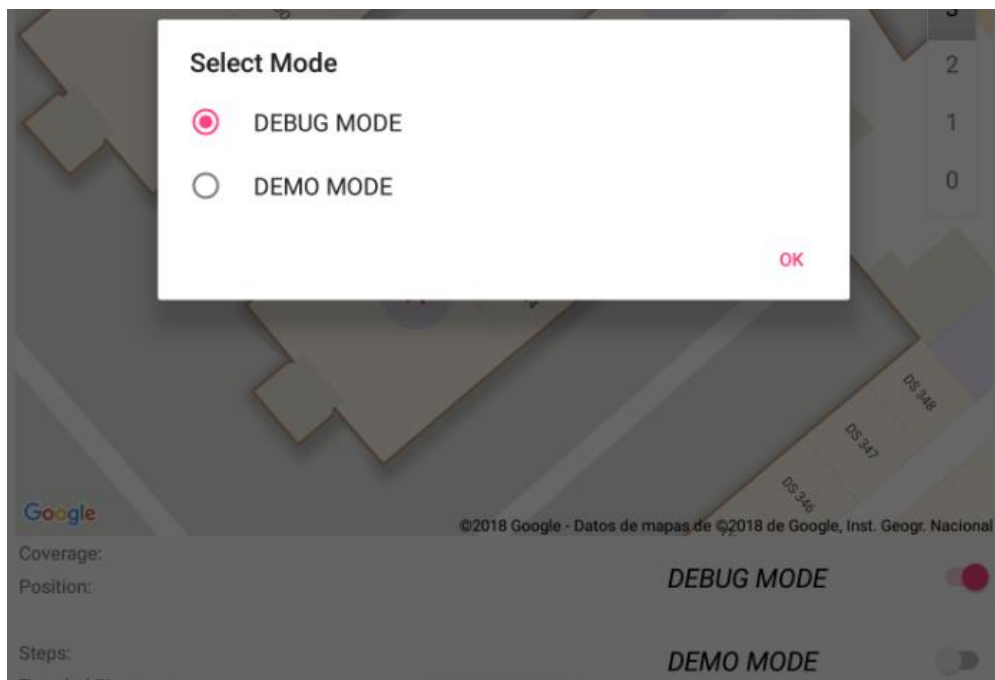 Select Mode
DEBUG MODE
DEMO MODE
OK
2
1
0
DS 348
DS 347
DS 346
Google
©2018 Google - Datos de mapas de ©2018 de Google, Inst. Geogr. Nacional
Coverage:
Position:
DEBUG MODE
Steps:
DEMO MODE